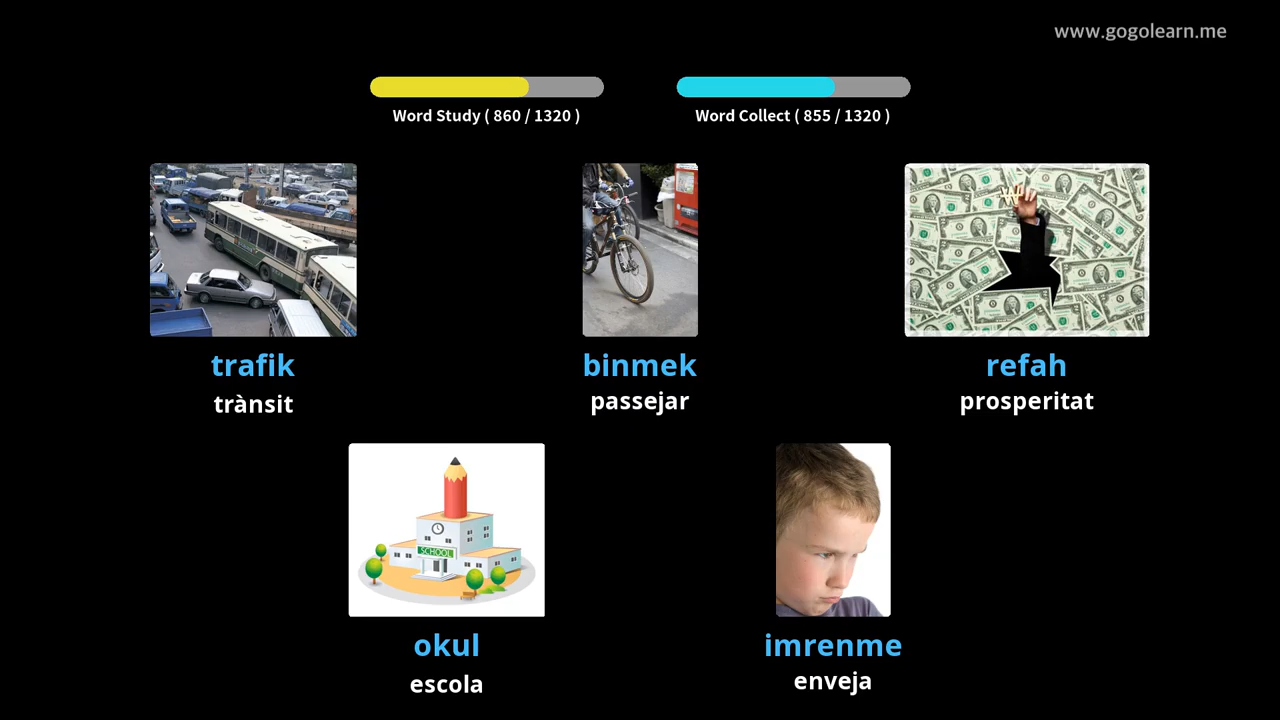 www.gogolearn.me
Word Study ( 860 / 1320 )
Word Collect ( 855 / 1320 )
trafik
trànsit
binmek
passejar
refah
prosperitat
SCHOOL
okul
escola
imrenme
enveja